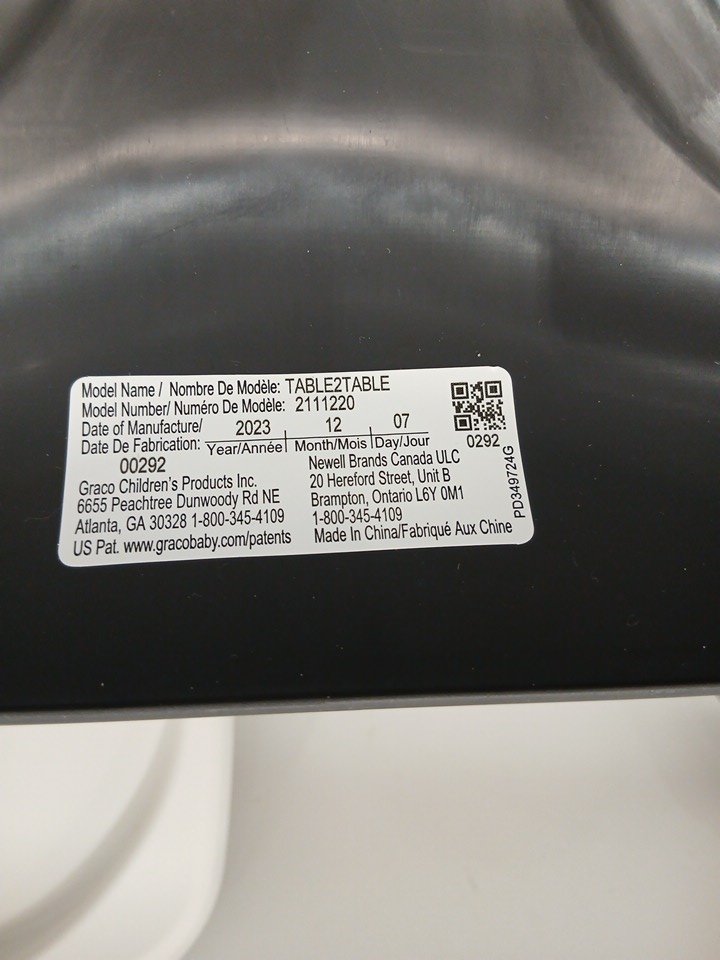 Model Name / Nombre De Modèle: TABLE2TABLE
Model Number/ Numéro De Modèle: 2111220
Date of Manufacture/ 2023 12 07
Date De Fabrication: Year/Année Month/Mois Day/Jour
00292
0292
Graco Children's Products Inc.
6655 Peachtree Dunwoody Rd NE
Atlanta, GA 30328 1-800-345-4109
US Pat. www.gracobaby.com/patents
Newell Brands Canada ULC
20 Hereford Street, Unit B
Brampton, Ontario L6Y 0M1
1-800-345-4109
Made In China/Fabriqué Aux Chine
PD349724G